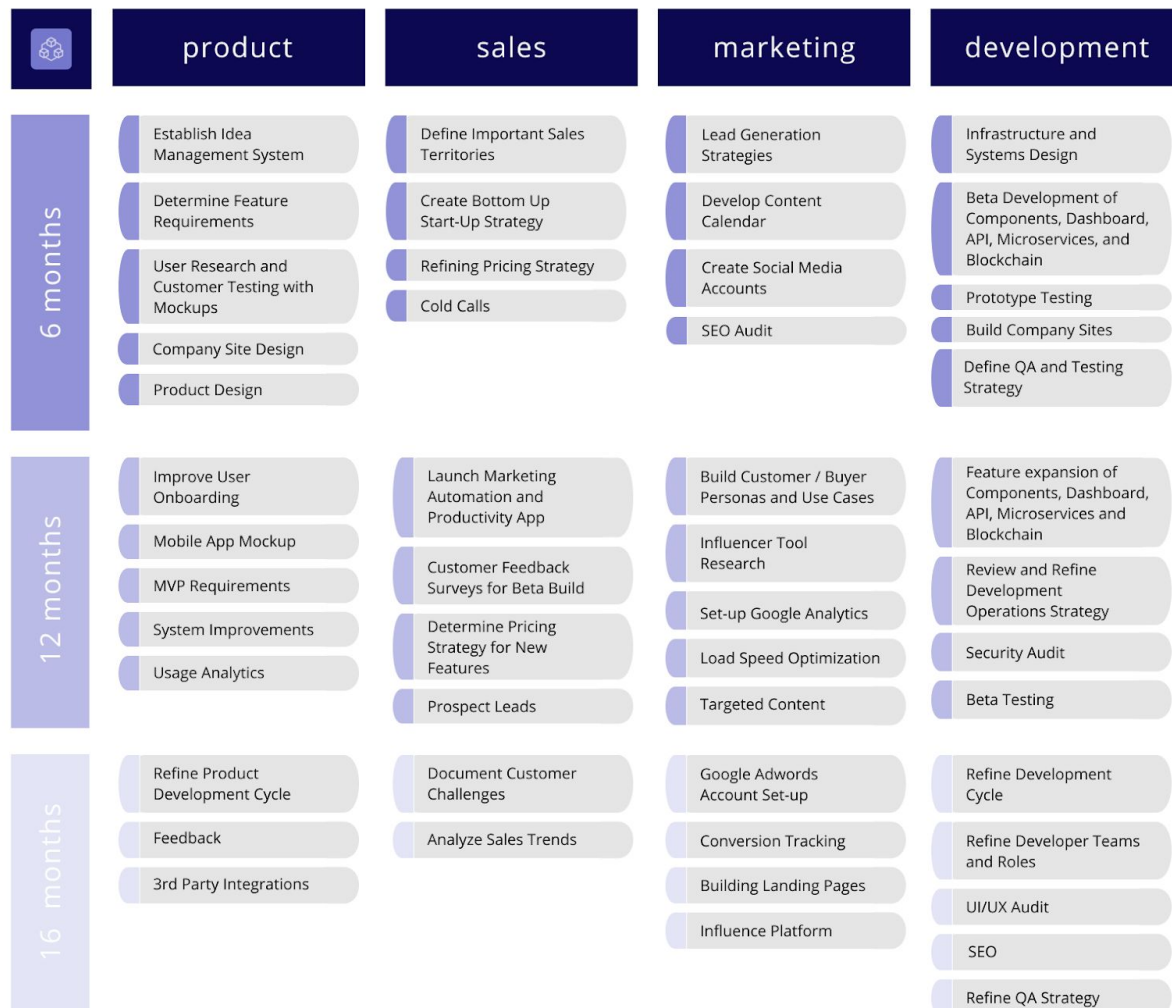 product
sales
marketing
development
6 months
Establish Idea
Management System
Determine Feature
Requirements
User Research and
Customer Testing with
Mockups
Company Site Design
Product Design
Define Important Sales
Territories
Create Bottom Up
Start-Up Strategy
Refining Pricing Strategy
Cold Calls
Lead Generation
Strategies
Develop Content
Calendar
Create Social Media
Accounts
SEO Audit
Infrastructure and
Systems Design
Beta Development of
Components, Dashboard,
API, Microservices, and
Blockchain
Prototype Testing
Build Company Sites
Define QA and Testing
Strategy
12 months
Improve User
Onboarding
Mobile App Mockup
MVP Requirements
System Improvements
Usage Analytics
Launch Marketing
Automation and
Productivity App
Customer Feedback
Surveys for Beta Build
Determine Pricing
Strategy for New
Features
Prospect Leads
Build Customer / Buyer
Personas and Use Cases
Influencer Tool
Research
Set-up Google Analytics
Load Speed Optimization
Targeted Content
Feature expansion of
Components, Dashboard,
API, Microservices and
Blockchain
Review and Refine
Development
Operations Strategy
Security Audit
Beta Testing
16 months
Refine Product
Development Cycle
Feedback
3rd Party Integrations
Document Customer
Challenges
Analyze Sales Trends
Google Adwords
Account Set-up
Conversion Tracking
Building Landing Pages
Influence Platform
Refine Development
Cycle
Refine Developer Teams
and Roles
UI/UX Audit
SEO
Refine QA Strategy